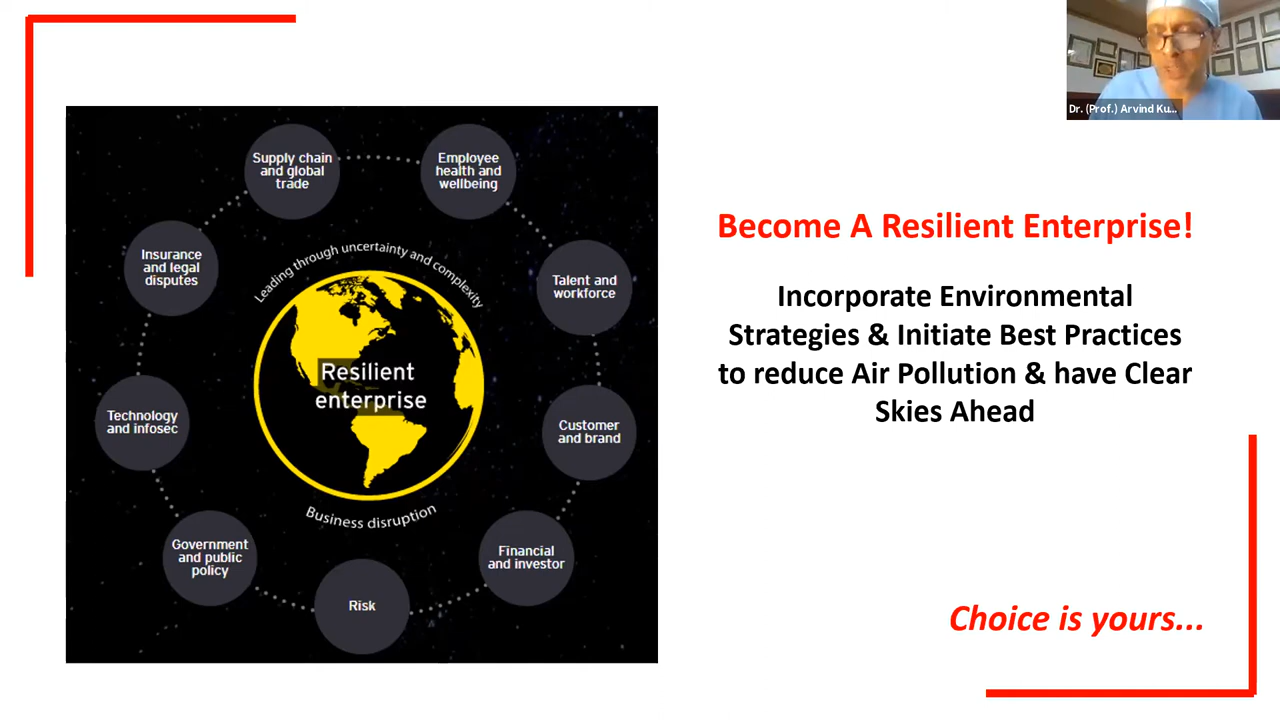 Dr. (Prof.) Arvind Ku...
Supply chain
and global
trade
Employee
health and
wellbeing
Insurance
and legal
disputes
Leading through uncertainty and complexity
Talent and
workforce
Resilient
enterprise
Technology
and infosec
Customer
and brand
Business disruption
Government
and public
policy
Financial
and investor
Risk
Become A Resilient Enterprise!
Incorporate Environmental
Strategies & Initiate Best Practices
to reduce Air Pollution & have Clear
Skies Ahead
Choice is yours...